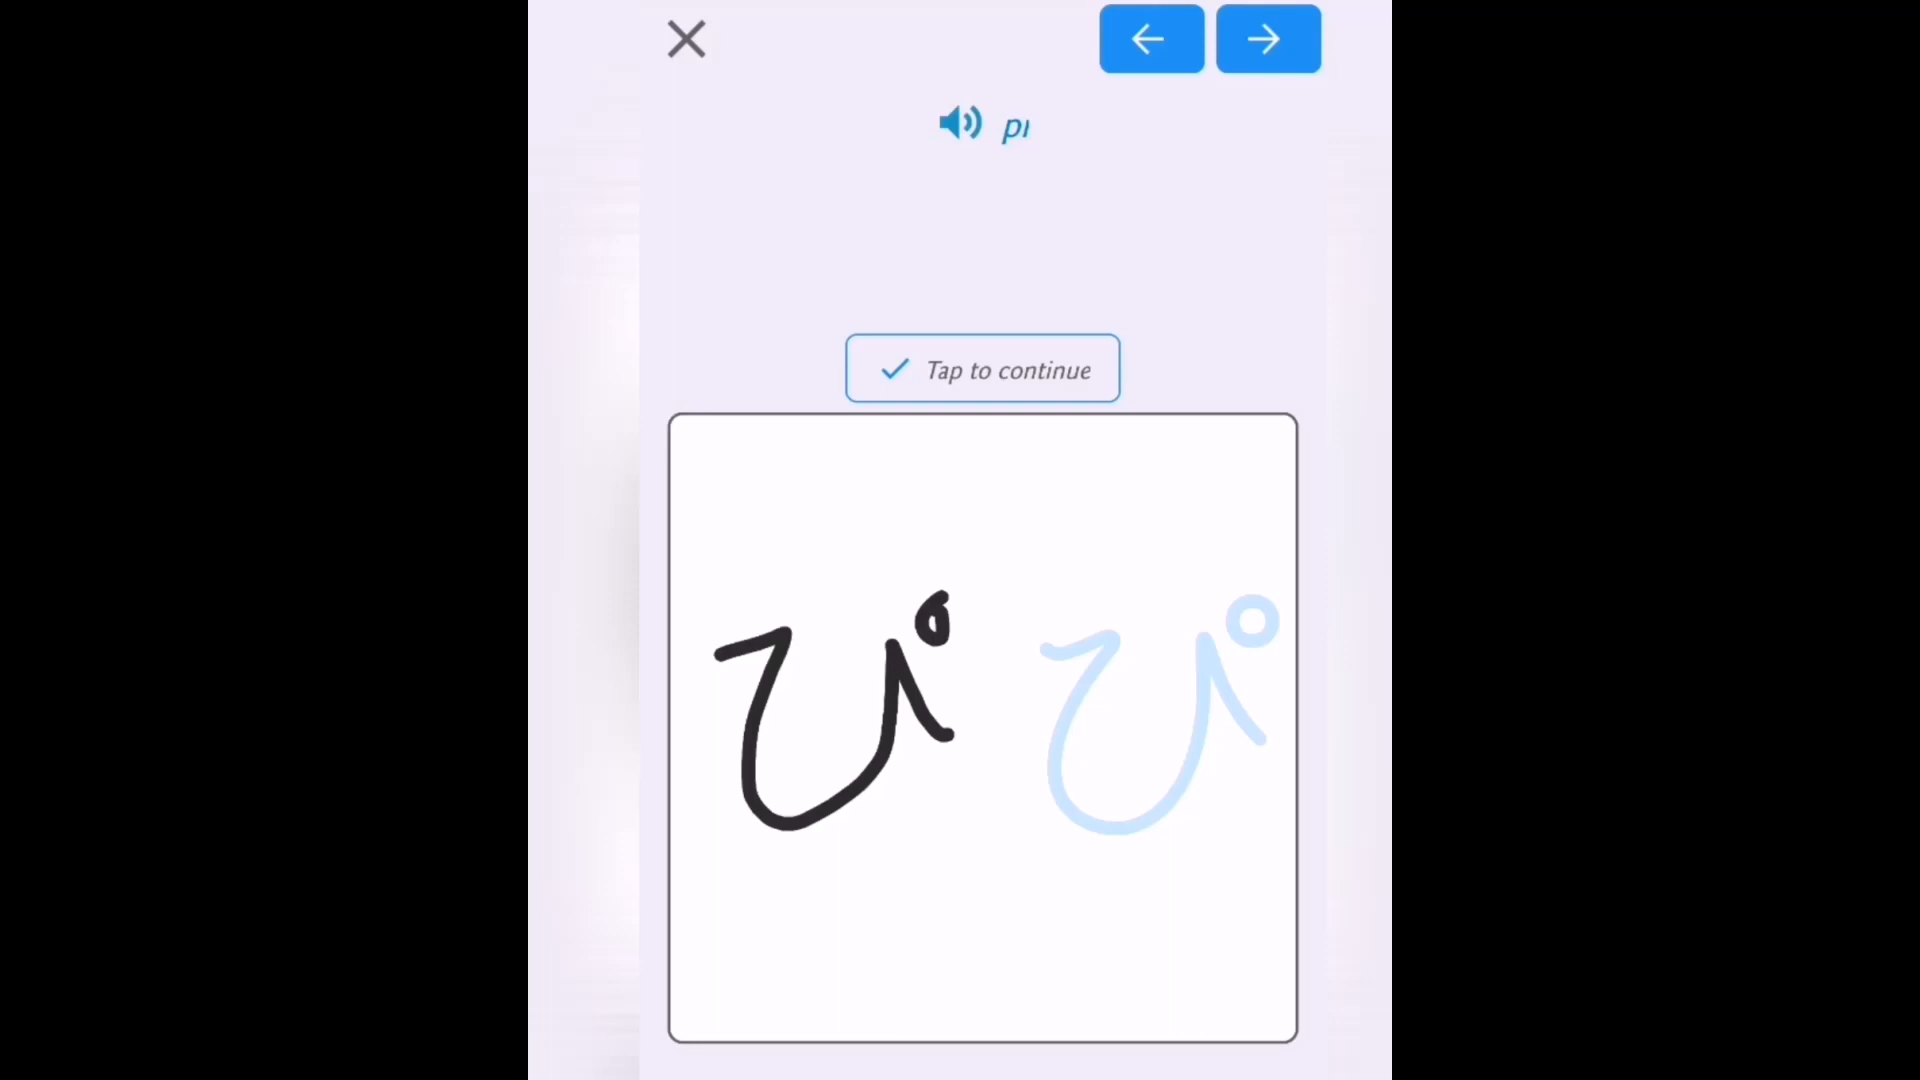 pi
Tap to continue
ぴ ぴ